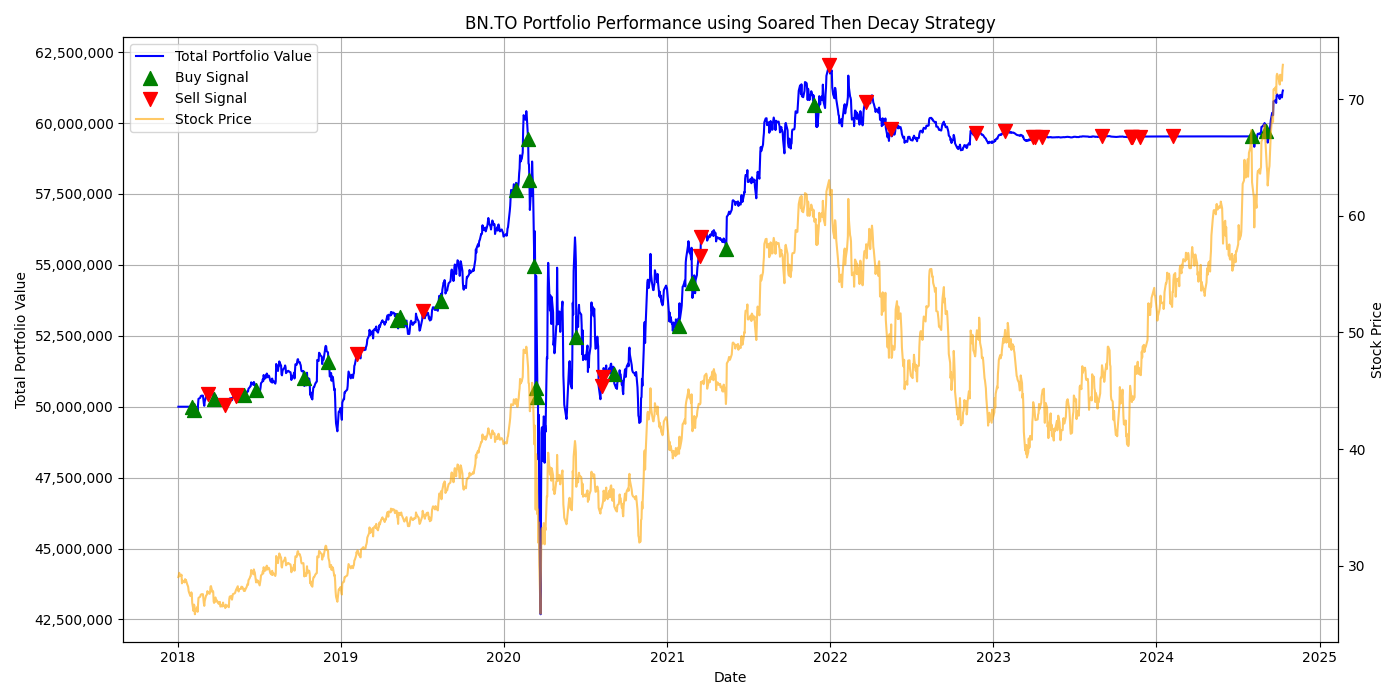 BN.TO Portfolio Performance using Soared Then Decay Strategy
Total Portfolio Value
Buy Signal
Sell Signal
Stock Price
62,500,000
60,000,000
57,500,000
55,000,000
52,500,000
50,000,000
47,500,000
45,000,000
42,500,000
Total Portfolio Value
70
60
50
40
30
Stock Price
2018 2019 2020 2021 2022 2023 2024 2025
Date